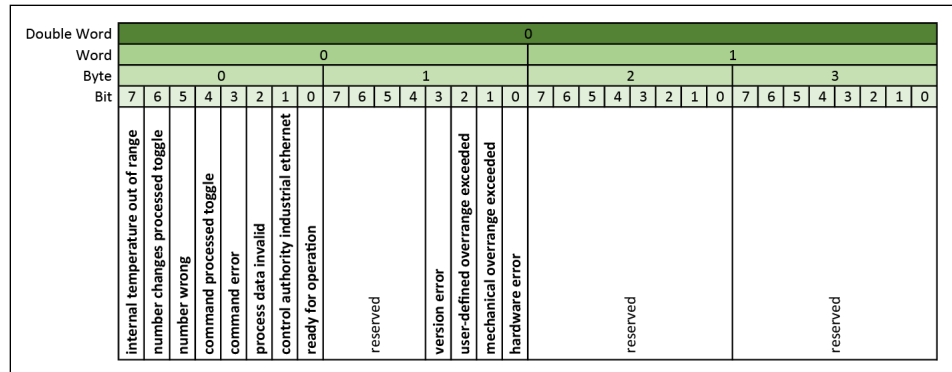 Double Word 0
Word 0 1
Byte 0 1 2 3
Bit 7 6 5 4 3 2 1 0 7 6 5 4 3 2 1 0 7 6 5 4 3 2 1 0 7 6 5 4 3 2 1 0
internal temperature out of range
number changes processed toggle
number wrong
command processed toggle
command error
process data invalid
control authority industrial ethernet
ready for operation
reserved
version error
user-defined overrange exceeded
mechanical overrange exceeded
hardware error
reserved
reserved